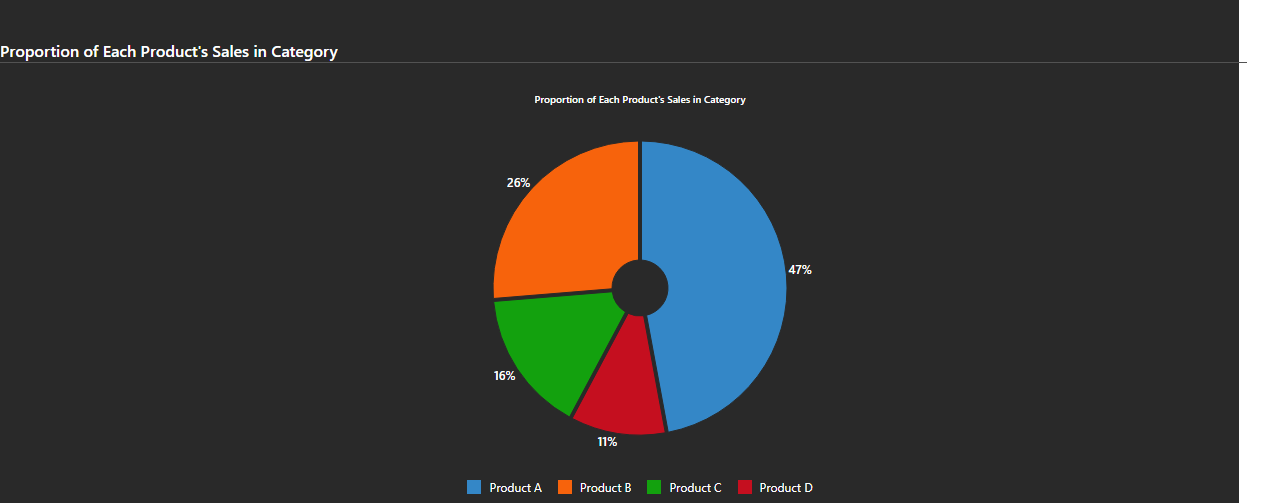 Proportion of Each Product's Sales in Category
Proportion of Each Product's Sales in Category
26%
47%
16%
11%
Product A Product B Product C Product D